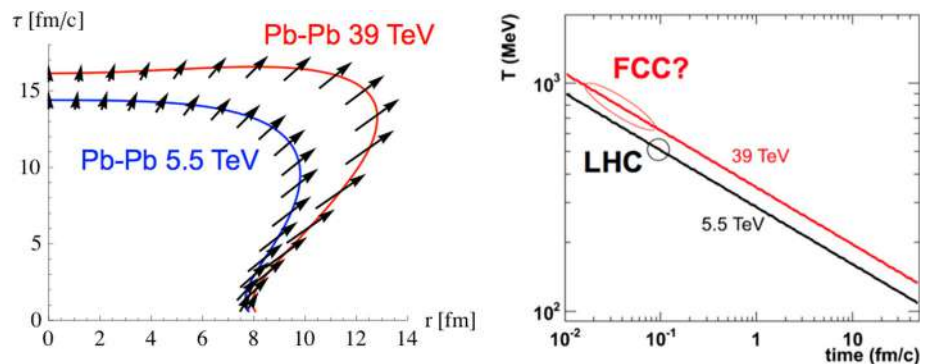 τ [fm/c]
Pb-Pb 39 TeV
Pb-Pb 5.5 TeV
15
10
5
0
0 2 4 6 8 10 12 14
r [fm]
T (MeV)
10³
10²
FCC?
LHC
39 TeV
5.5 TeV
10⁻² 10⁻¹ 1 10
time (fm/c)